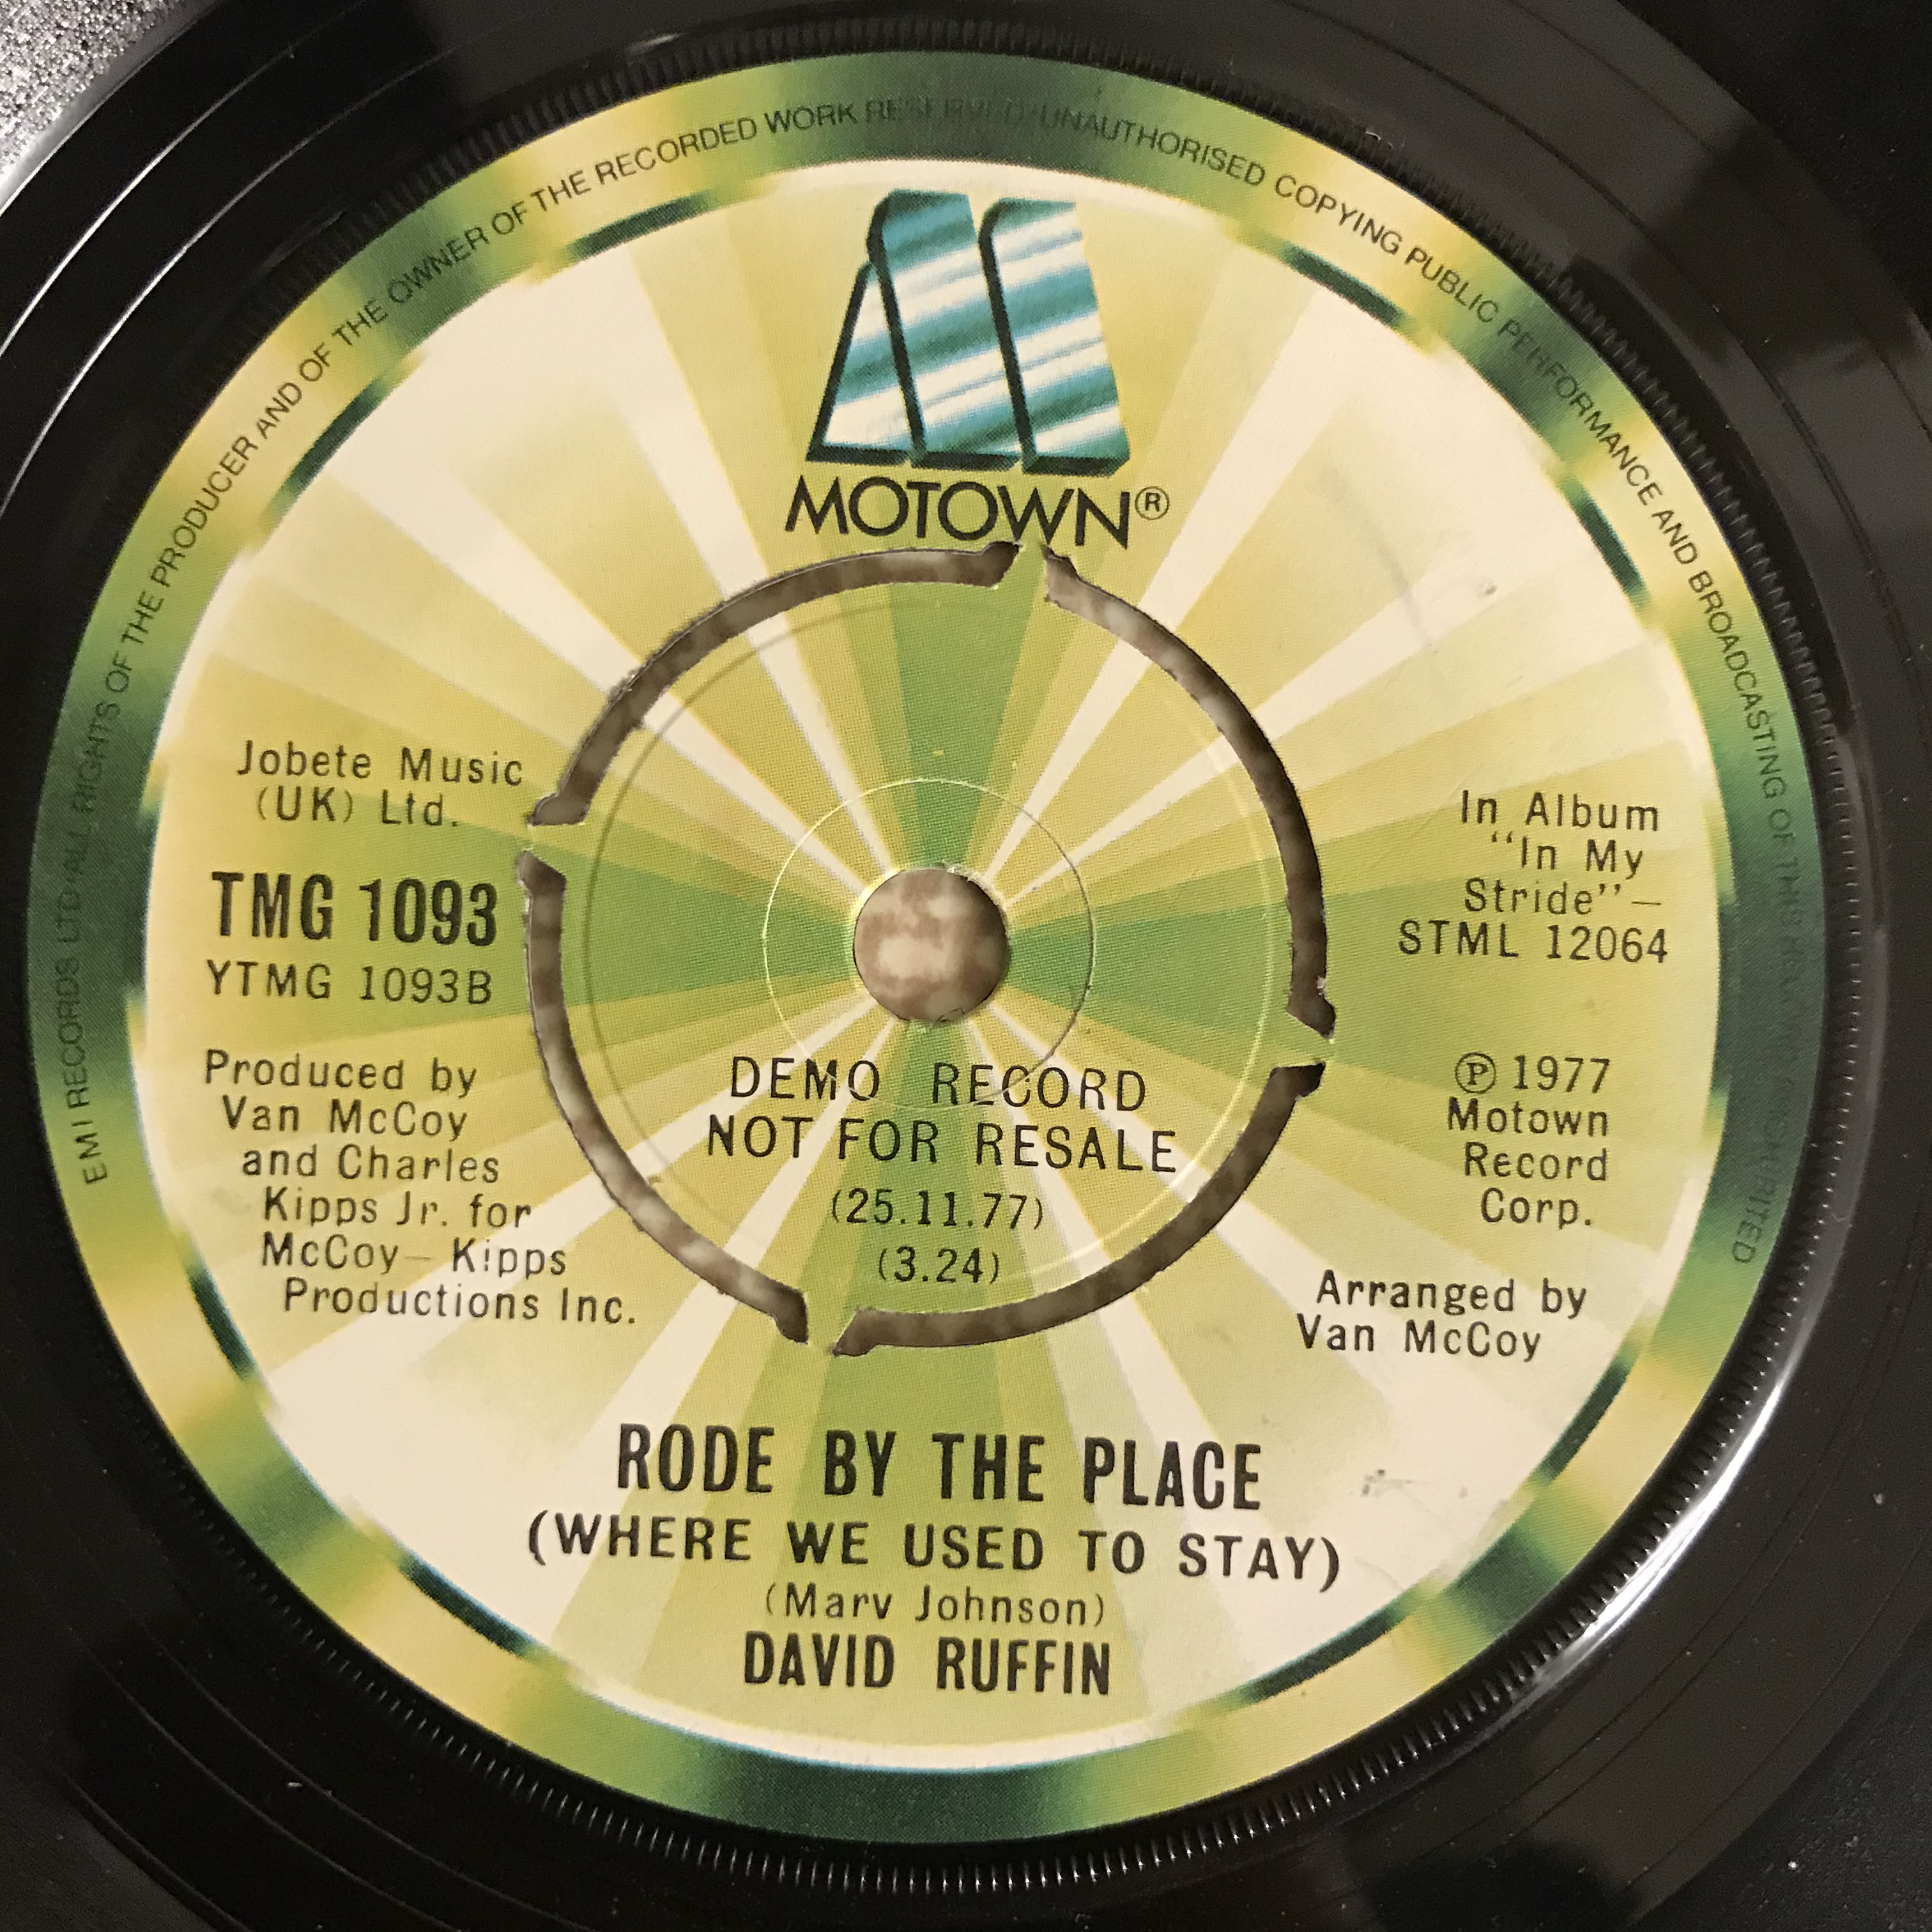 EMI RECORDS LTD·ALL RIGHTS OF THE PRODUCER AND OF THE OWNER OF THE RECORDED WORK RESERVED·UNAUTHORISED COPYING PUBLIC PERFORMANCE AND BROADCASTING OF THIS RECORD PROHIBITED
MOTOWN®
Jobete Music
(UK) Ltd.
TMG 1093
YTMG 1093B
Produced by
Van McCoy
and Charles
Kipps Jr. for
McCoy–Kipps
Productions Inc.
In Album
"In My
Stride"–
STML 12064
℗ 1977
Motown
Record
Corp.
Arranged by
Van McCoy
DEMO RECORD
NOT FOR RESALE
(25.11.77)
(3.24)
RODE BY THE PLACE
(WHERE WE USED TO STAY)
(Marv Johnson)
DAVID RUFFIN